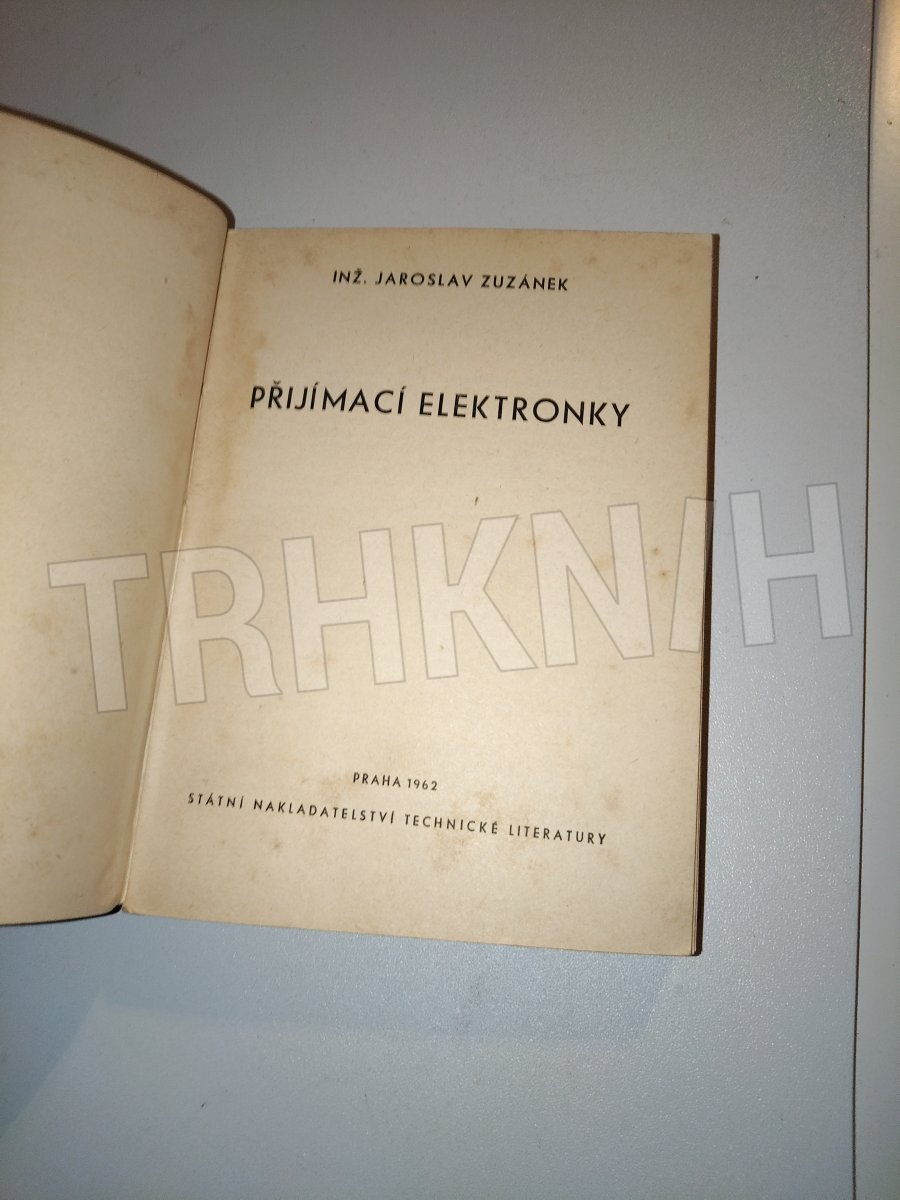 INŽ. JAROSLAV ZUZÁNEK
PŘIJÍMACÍ ELEKTRONKY
TRHKNIH
PRAHA 1962
STÁTNÍ NAKLADATELSTVÍ TECHNICKÉ LITERATURY